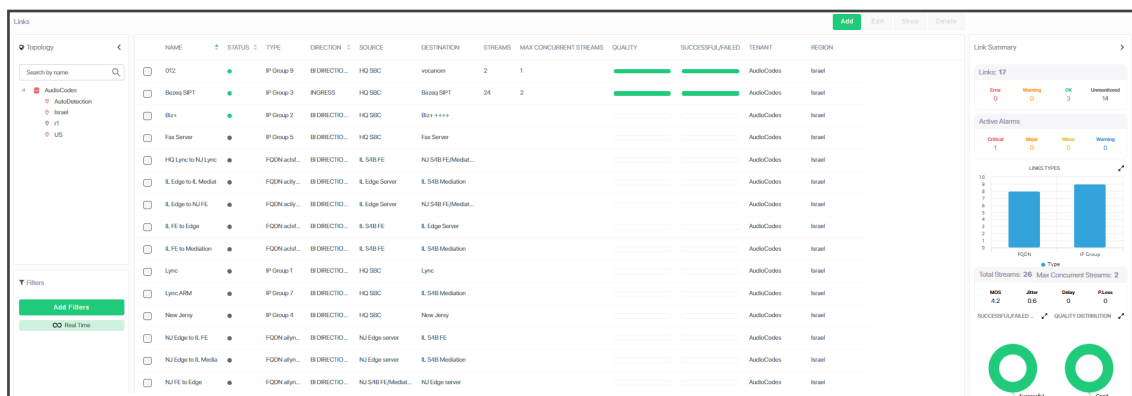 Links
Add Edit Show Delete
Topology
Search by name
AudioCodes
AutoDetection
Israel
r1
US
Filters
Add Filters
Real Time
NAME STATUS TYPE DIRECTION SOURCE DESTINATION STREAMS MAX CONCURRENT STREAMS QUALITY SUCCESSFUL/FAILED TENANT REGION
012 IP Group 9 BI DIRECTIO... HQ SBC vocanom 2 1 AudioCodes Israel
Bezeq SIPT IP Group 3 INGRESS HQ SBC Bezeq SIPT 24 2 AudioCodes Israel
Biz+ IP Group 2 BI DIRECTIO... HQ SBC Biz+ ++++ AudioCodes Israel
Fax Server IP Group 5 BI DIRECTIO... HQ SBC Fax Server AudioCodes Israel
HQ Lync to NJ Lync FQDN aclsf... BI DIRECTIO... IL S4B FE NJ S4B FE/Mediat... AudioCodes Israel
IL Edge to IL Mediat FQDN aclly... BI DIRECTIO... IL Edge Server IL S4B Mediation AudioCodes Israel
IL Edge to NJ FE FQDN aclly... BI DIRECTIO... IL Edge Server NJ S4B FE/Mediat... AudioCodes Israel
IL FE to Edge FQDN aclsf... BI DIRECTIO... IL S4B FE IL Edge Server AudioCodes Israel
IL FE to Mediation FQDN aclsf... BI DIRECTIO... IL S4B FE IL S4B Mediation AudioCodes Israel
Lync IP Group 1 BI DIRECTIO... HQ SBC Lync AudioCodes Israel
Lync ARM IP Group 7 BI DIRECTIO... HQ SBC IL S4B Mediation AudioCodes Israel
New Jersy IP Group 4 BI DIRECTIO... HQ SBC New Jersy AudioCodes Israel
NJ Edge to IL FE FQDN ailyn... BI DIRECTIO... NJ Edge server IL S4B FE AudioCodes Israel
NJ Edge to IL Media FQDN ailyn... BI DIRECTIO... NJ Edge server IL S4B Mediation AudioCodes Israel
NJ FE to Edge FQDN ailyn... BI DIRECTIO... NJ S4B FE/Mediat... NJ Edge server AudioCodes Israel
Link Summary
Links: 17
Error Warning OK Unmonitored
0 0 3 14
Active Alarms
Critical Major Minor Warning
1 0 0 0
LINKS TYPES
10
9
8
7
6
5
4
3
2
1
0
FQDN IP Group
Type
Total Streams: 26 Max Concurrent Streams: 2
MOS Jitter Delay P.Loss
4.2 0.6 0 0
SUCCESSFUL/FAILED ... QUALITY DISTRIBUTION
Successful Good